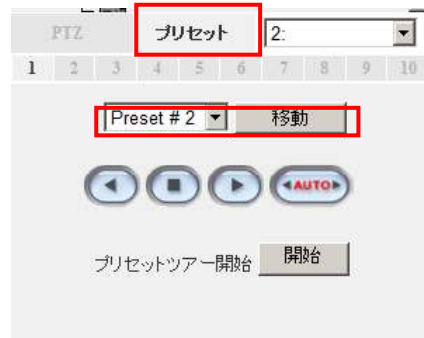 PTZ プリセット 2:
1 2 3 4 5 6 7 8 9 10
Preset # 2 移動
AUTO
プリセットツアー開始 開始